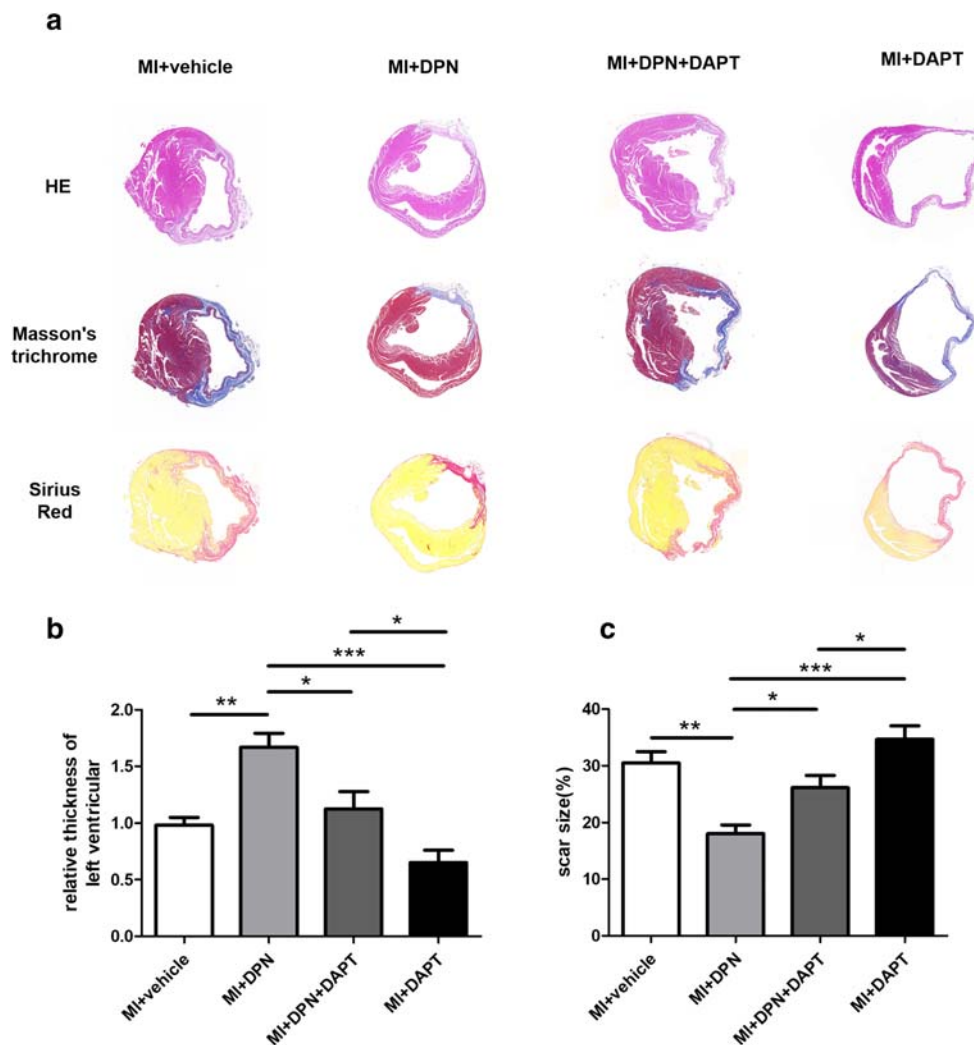 a
MI+vehicle
MI+DPN
MI+DPN+DAPT
MI+DAPT
HE
Masson's
trichrome
Sirius
Red
b
*
***
*
**
relative thickness of
left ventricular
2.0
1.5
1.0
0.5
0.0
MI+vehicle
MI+DPN
MI+DPN+DAPT
MI+DAPT
c
*
***
*
**
scar size(%)
40
30
20
10
0
MI+vehicle
MI+DPN
MI+DPN+DAPT
MI+DAPT